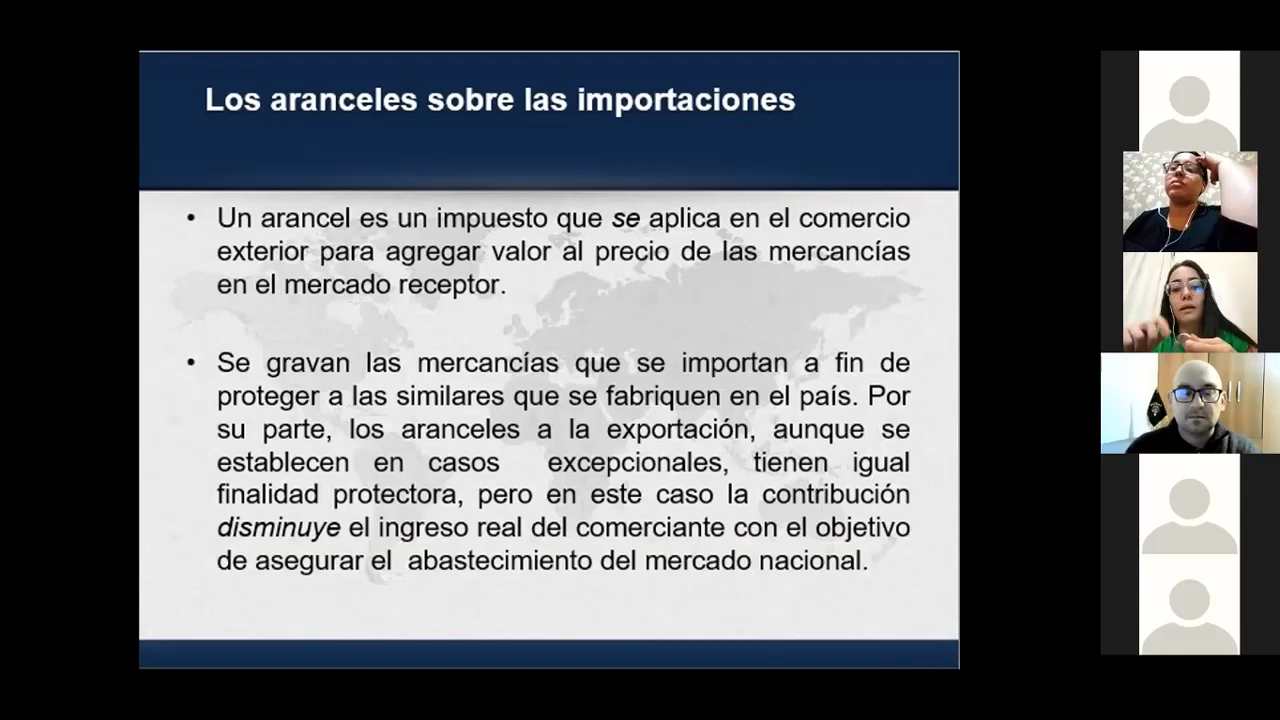 Los aranceles sobre las importaciones
• Un arancel es un impuesto que se aplica en el comercio
exterior para agregar valor al precio de las mercancías
en el mercado receptor.
• Se gravan las mercancías que se importan a fin de
proteger a las similares que se fabriquen en el país. Por
su parte, los aranceles a la exportación, aunque se
establecen en casos excepcionales, tienen igual
finalidad protectora, pero en este caso la contribución
disminuye el ingreso real del comerciante con el objetivo
de asegurar el abastecimiento del mercado nacional.